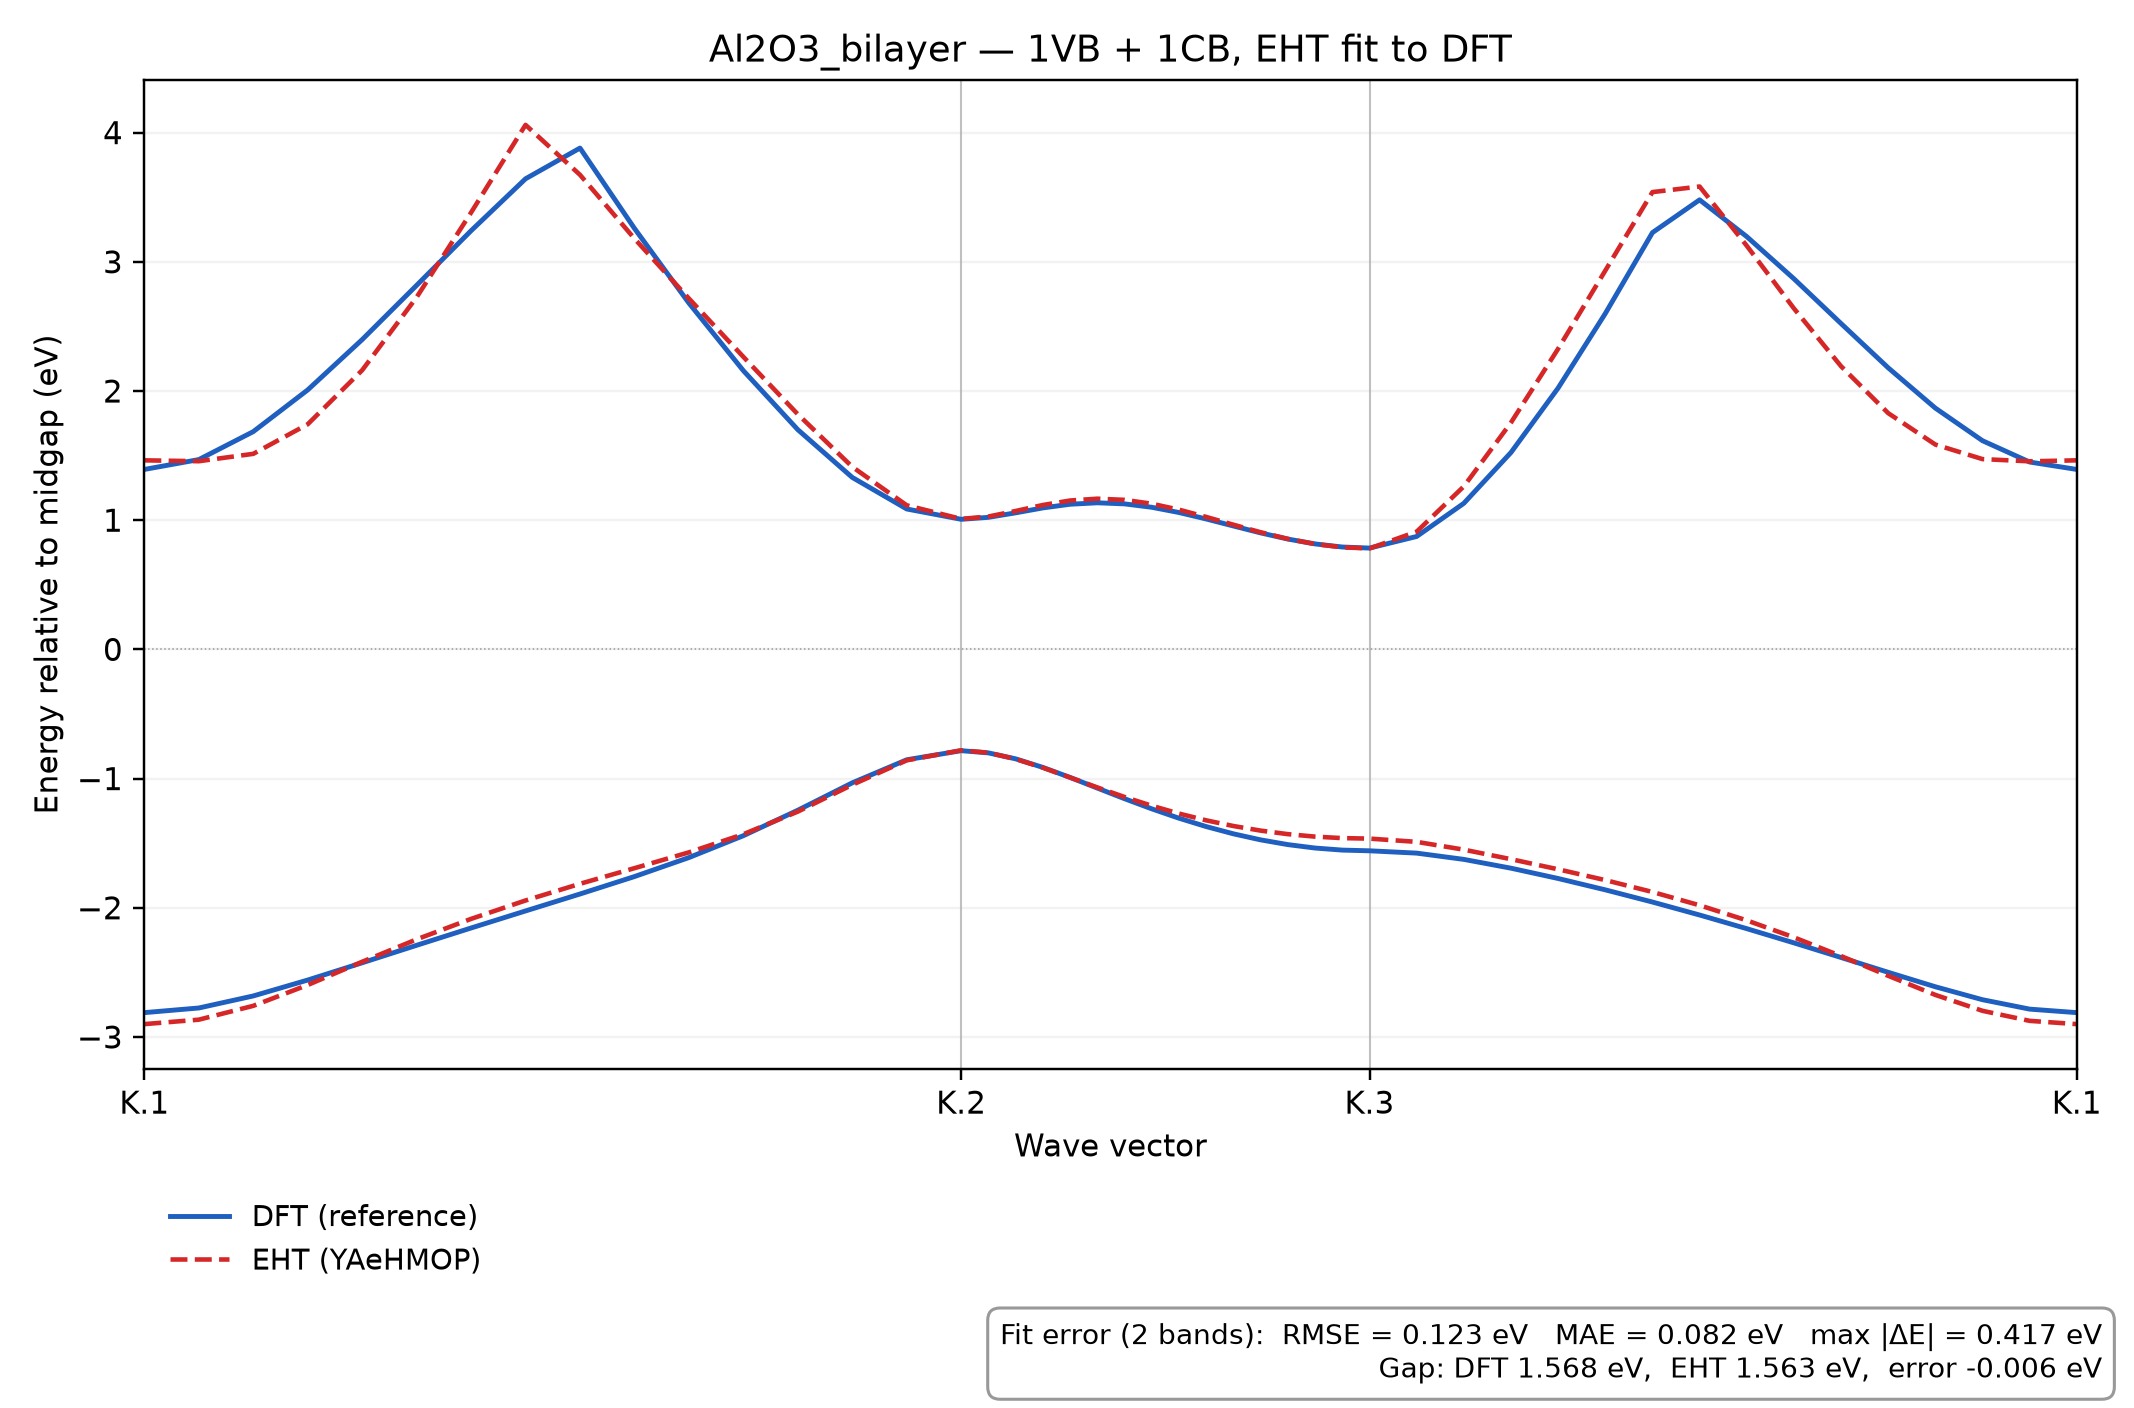 Al2O3_bilayer — 1VB + 1CB, EHT fit to DFT
Energy relative to midgap (eV)
4
3
2
1
0
−1
−2
−3
K.1
K.2
K.3
K.1
Wave vector
DFT (reference)
EHT (YAeHMOP)
Fit error (2 bands):  RMSE = 0.123 eV   MAE = 0.082 eV   max |ΔE| = 0.417 eV
Gap: DFT 1.568 eV,  EHT 1.563 eV,  error -0.006 eV